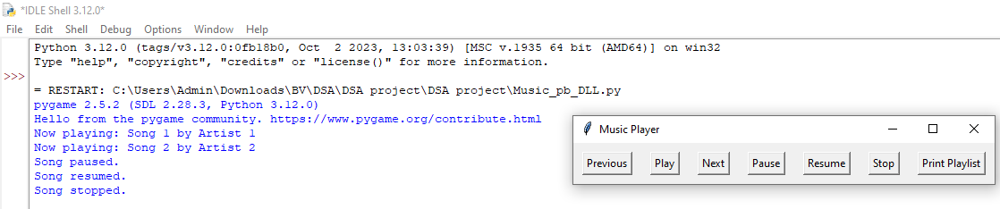 *IDLE Shell 3.12.0*
File Edit Shell Debug Options Window Help
Python 3.12.0 (tags/v3.12.0:0fb18b0, Oct  2 2023, 13:03:39) [MSC v.1935 64 bit (AMD64)] on win32
Type "help", "copyright", "credits" or "license()" for more information.
>>>
= RESTART: C:\Users\Admin\Downloads\BV\DSA\DSA project\DSA project\Music_pb_DLL.py
pygame 2.5.2 (SDL 2.28.3, Python 3.12.0)
Hello from the pygame community. https://www.pygame.org/contribute.html
Now playing: Song 1 by Artist 1
Now playing: Song 2 by Artist 2
Song paused.
Song resumed.
Song stopped.
Music Player
Previous Play Next Pause Resume Stop Print Playlist